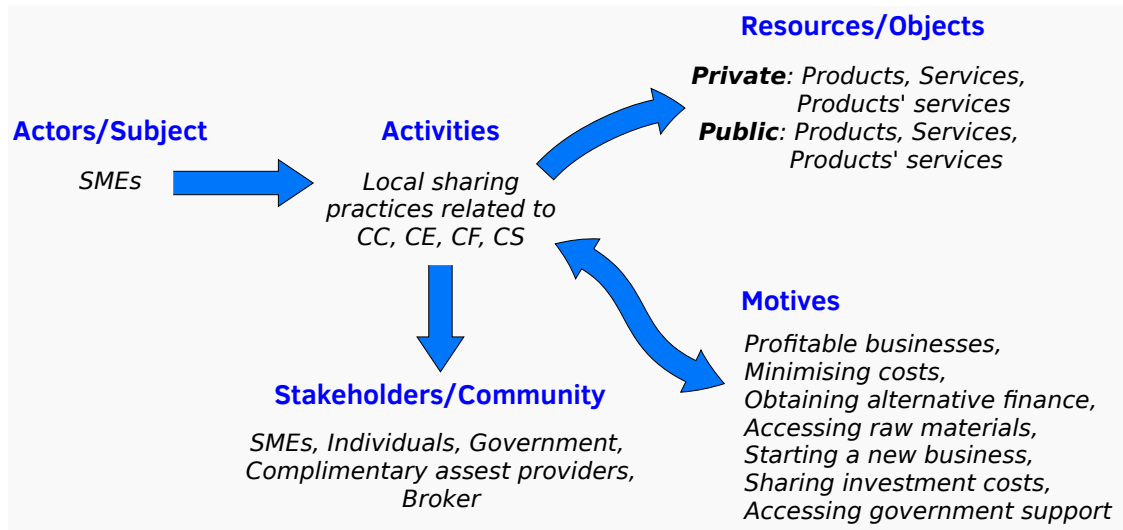 Actors/Subject
SMEs
Activities
Local sharing
practices related to
CC, CE, CF, CS
Resources/Objects
Private: Products, Services,
Products' services
Public: Products, Services,
Products' services
Stakeholders/Community
SMEs, Individuals, Government,
Complimentary assest providers,
Broker
Motives
Profitable businesses,
Minimising costs,
Obtaining alternative finance,
Accessing raw materials,
Starting a new business,
Sharing investment costs,
Accessing government support